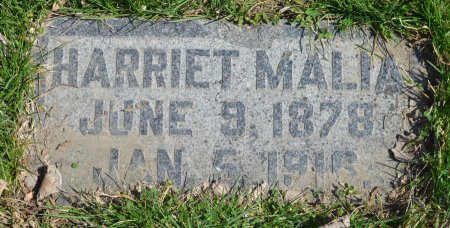 HARRIET MALIA
JUNE 9, 1878
JAN. 5, 1916